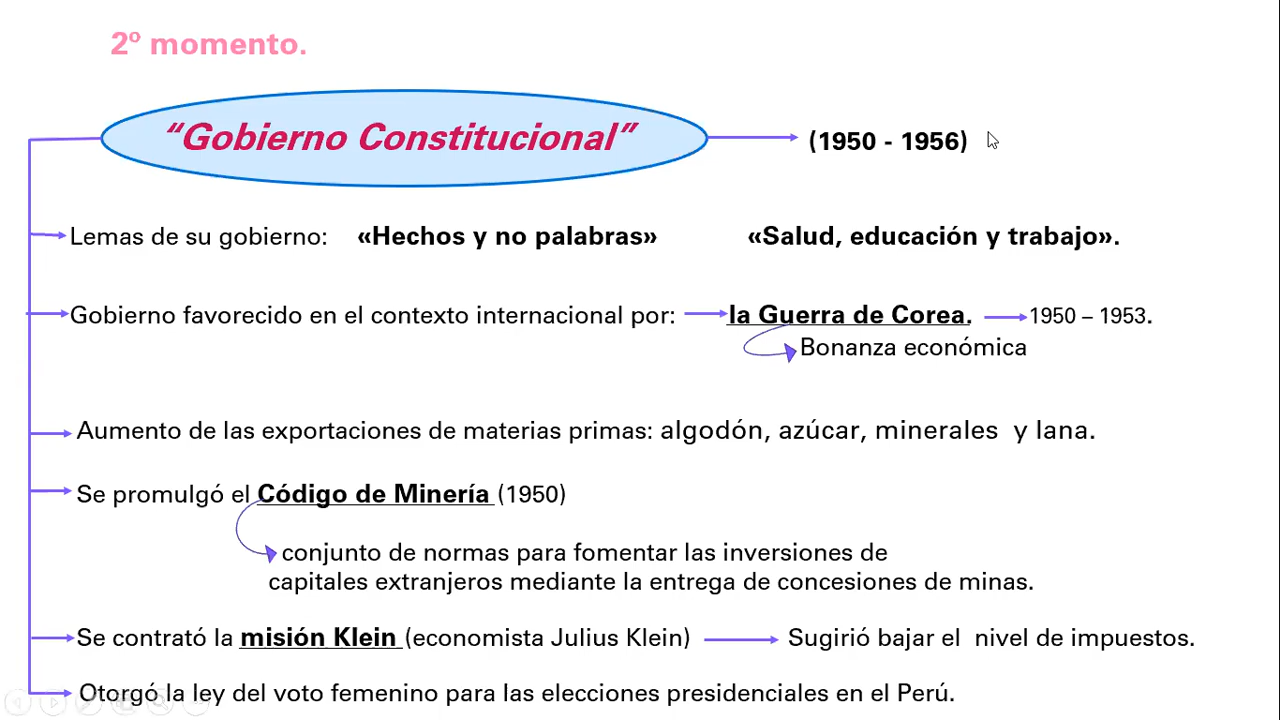 2º momento.
“Gobierno Constitucional” (1950 - 1956)
Lemas de su gobierno: «Hechos y no palabras» «Salud, educación y trabajo».
Gobierno favorecido en el contexto internacional por: la Guerra de Corea. 1950 – 1953.
Bonanza económica
Aumento de las exportaciones de materias primas: algodón, azúcar, minerales y lana.
Se promulgó el Código de Minería (1950)
conjunto de normas para fomentar las inversiones de
capitales extranjeros mediante la entrega de concesiones de minas.
Se contrató la misión Klein (economista Julius Klein) Sugirió bajar el nivel de impuestos.
Otorgó la ley del voto femenino para las elecciones presidenciales en el Perú.